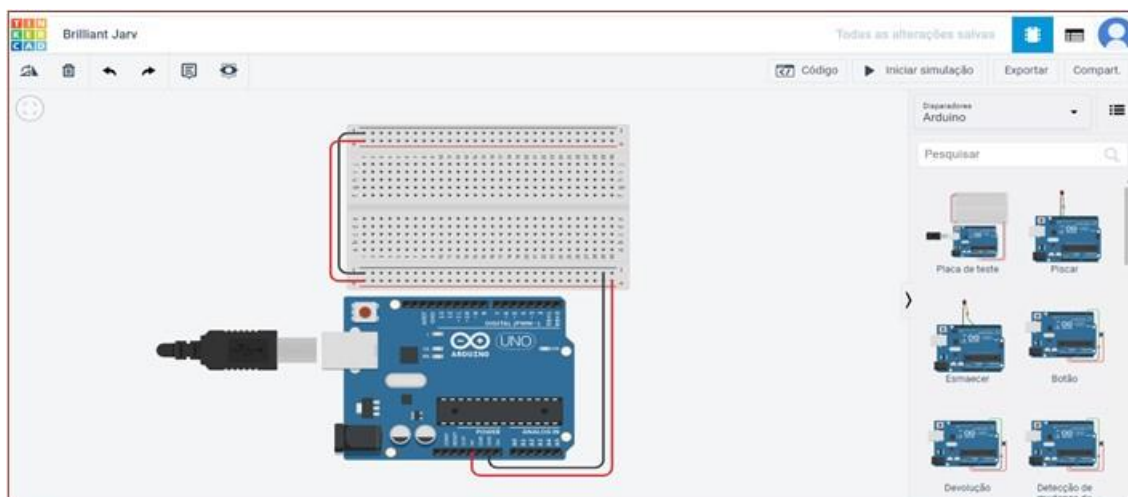 TIN
KER
CAD
Brilliant Jarv
Todas as alterações salvas
Código
Iniciar simulação
Exportar
Compart.
Disparadores
Arduino
Pesquisar
Placa de teste
Piscar
Esmaecer
Botão
Devolução
Detecção de
DIGITAL (PWM~)
UNO
ARDUINO
POWER
ANALOG IN